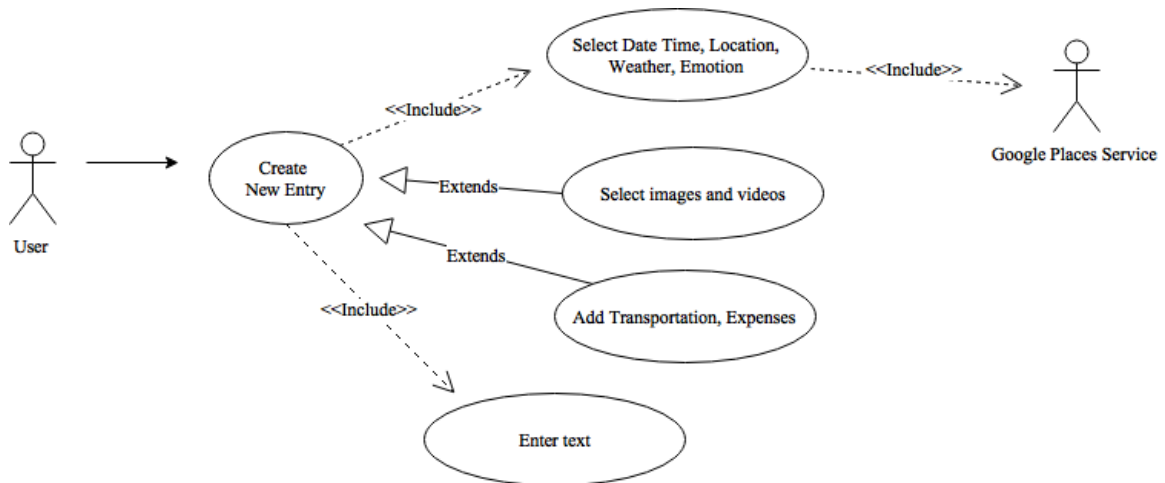 Select Date Time, Location,
Weather, Emotion
<<Include>>
<<Include>>
Google Places Service
Create
New Entry
Extends
Select images and videos
User
Extends
<<Include>>
Add Transportation, Expenses
Enter text